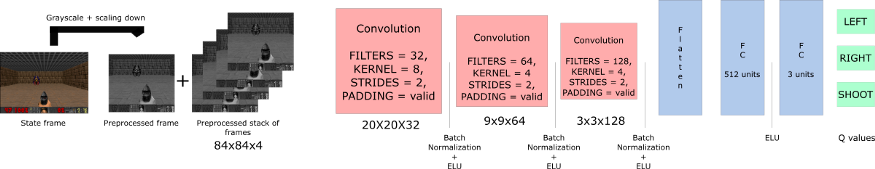 Grayscale + scaling down
State frame
Preprocessed frame
+
Preprocessed stack of
frames
84x84x4
Convolution
FILTERS = 32,
KERNEL = 8,
STRIDES = 2,
PADDING = valid
20X20X32
Convolution
FILTERS = 64,
KERNEL = 4
STRIDES = 2,
PADDING = valid
9x9x64
Convolution
FILTERS = 128,
KERNEL = 4,
STRIDES = 2,
PADDING = valid
3x3x128
Batch
Normalization
+
ELU
Batch
Normalization
+
ELU
Batch
Normalization
+
ELU
Flatten
FC
512 units
FC
3 units
ELU
LEFT
RIGHT
SHOOT
Q values